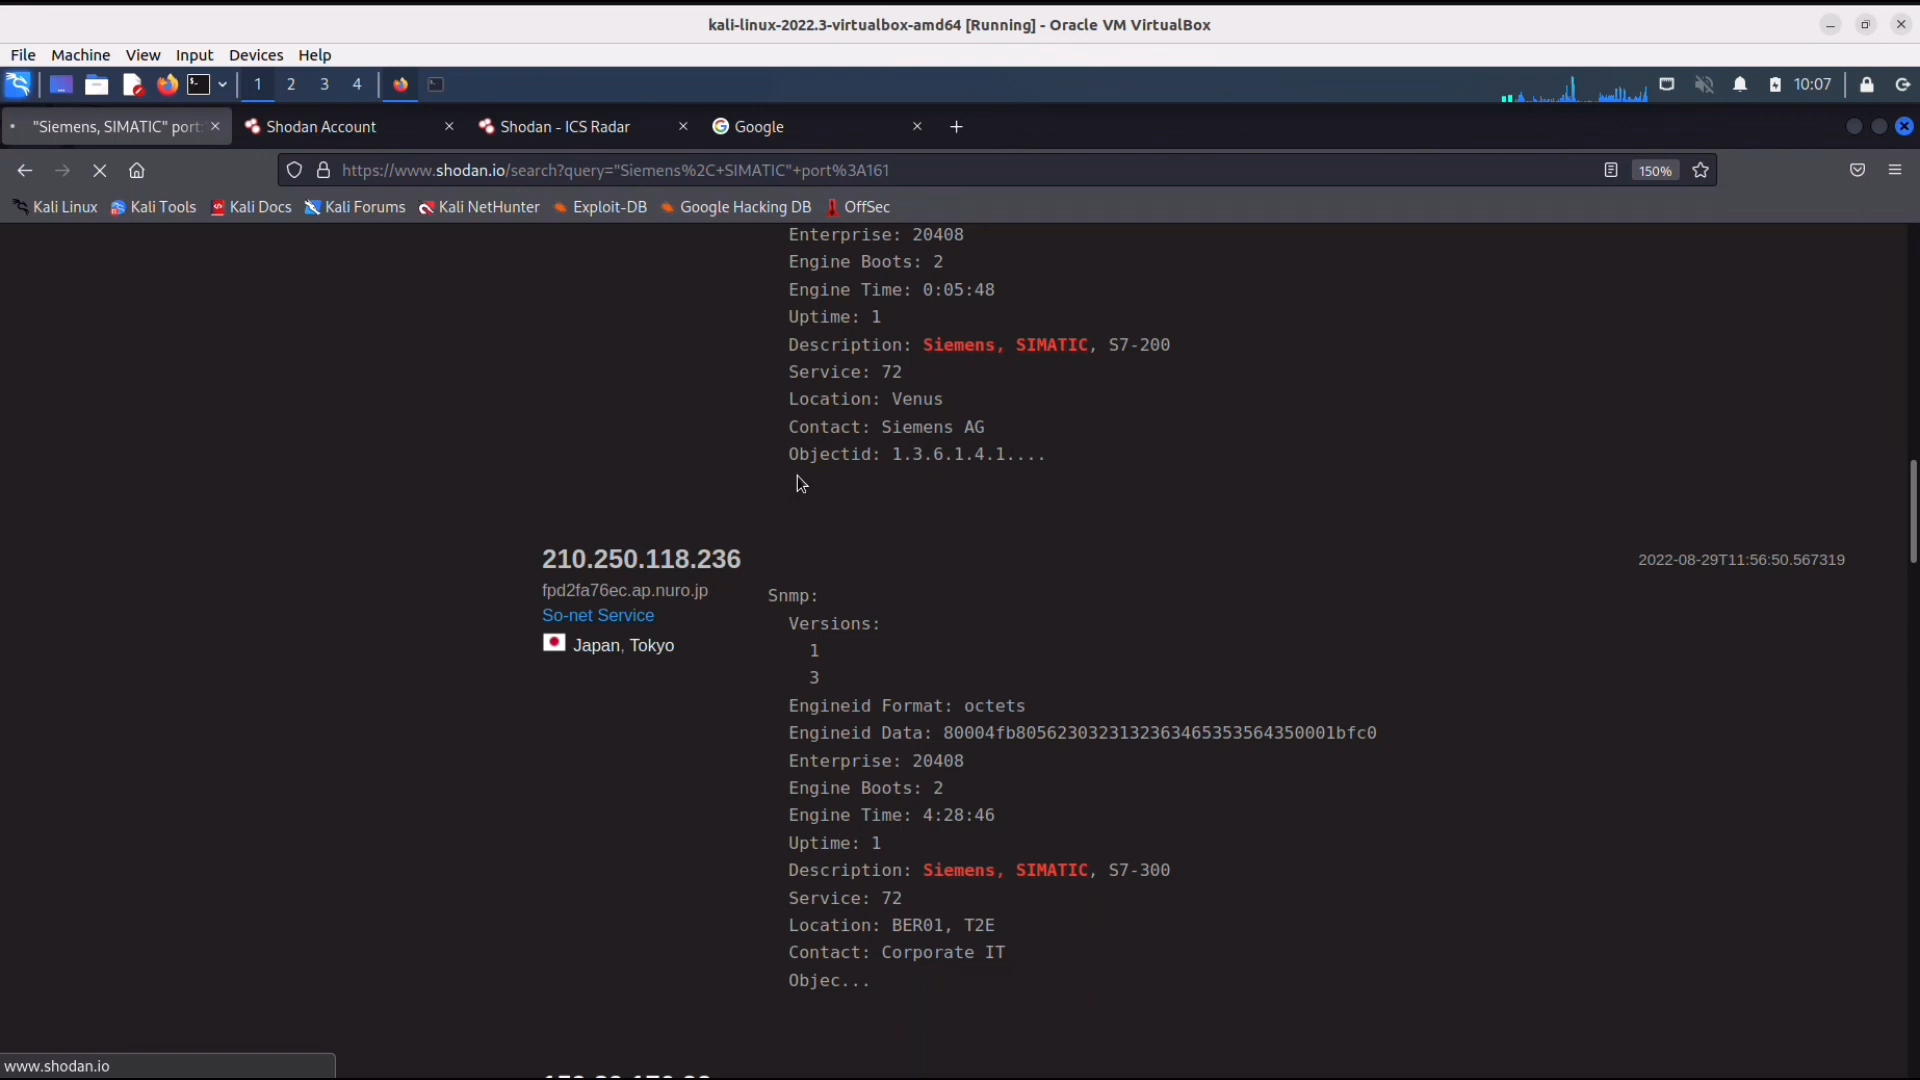 kali-linux-2022.3-virtualbox-amd64 [Running] - Oracle VM VirtualBox
File Machine View Input Devices Help
1 2 3 4 10:07
"Siemens, SIMATIC" port: Shodan Account Shodan - ICS Radar Google
https://www.shodan.io/search?query="Siemens%2C+SIMATIC"+port%3A161 150%
Kali Linux Kali Tools Kali Docs Kali Forums Kali NetHunter Exploit-DB Google Hacking DB OffSec
Enterprise: 20408
Engine Boots: 2
Engine Time: 0:05:48
Uptime: 1
Description: Siemens, SIMATIC, S7-200
Service: 72
Location: Venus
Contact: Siemens AG
Objectid: 1.3.6.1.4.1....
210.250.118.236
2022-08-29T11:56:50.567319
fpd2fa76ec.ap.nuro.jp
So-net Service
Japan, Tokyo
Snmp:
Versions:
1
3
Engineid Format: octets
Engineid Data: 80004fb8056230323132363465353564350001bfc0
Enterprise: 20408
Engine Boots: 2
Engine Time: 4:28:46
Uptime: 1
Description: Siemens, SIMATIC, S7-300
Service: 72
Location: BER01, T2E
Contact: Corporate IT
Objec...
www.shodan.io